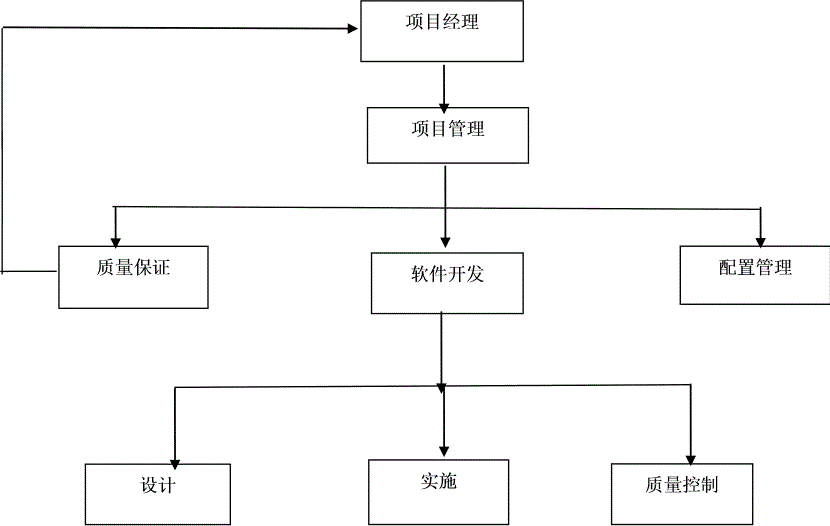 项目经理
项目管理
质量保证
软件开发
配置管理
设计
实施
质量控制